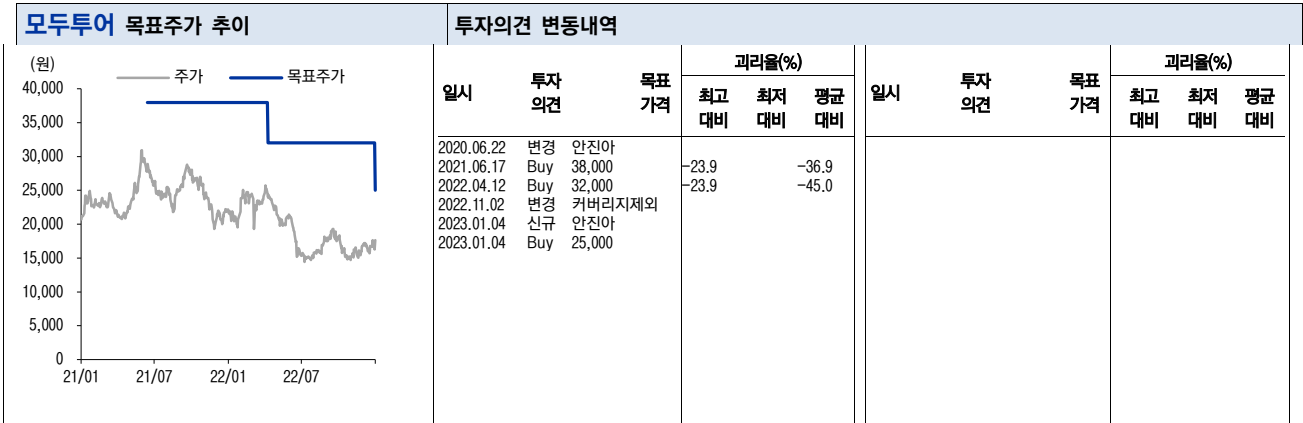 모두투어 목표주가 추이
투자의견 변동내역
(원)
주가 목표주가
40,000
35,000
30,000
25,000
20,000
15,000
10,000
5,000
0
21/01 21/07 22/01 22/07
일시 투자의견 목표가격 괴리율(%)
최고대비 최저대비 평균대비
2020.06.22 변경 안진아
2021.06.17 Buy 38,000 -23.9 -36.9
2022.04.12 Buy 32,000 -23.9 -45.0
2022.11.02 변경 커버리지제외
2023.01.04 신규 안진아
2023.01.04 Buy 25,000
일시 투자의견 목표가격 괴리율(%)
최고대비 최저대비 평균대비